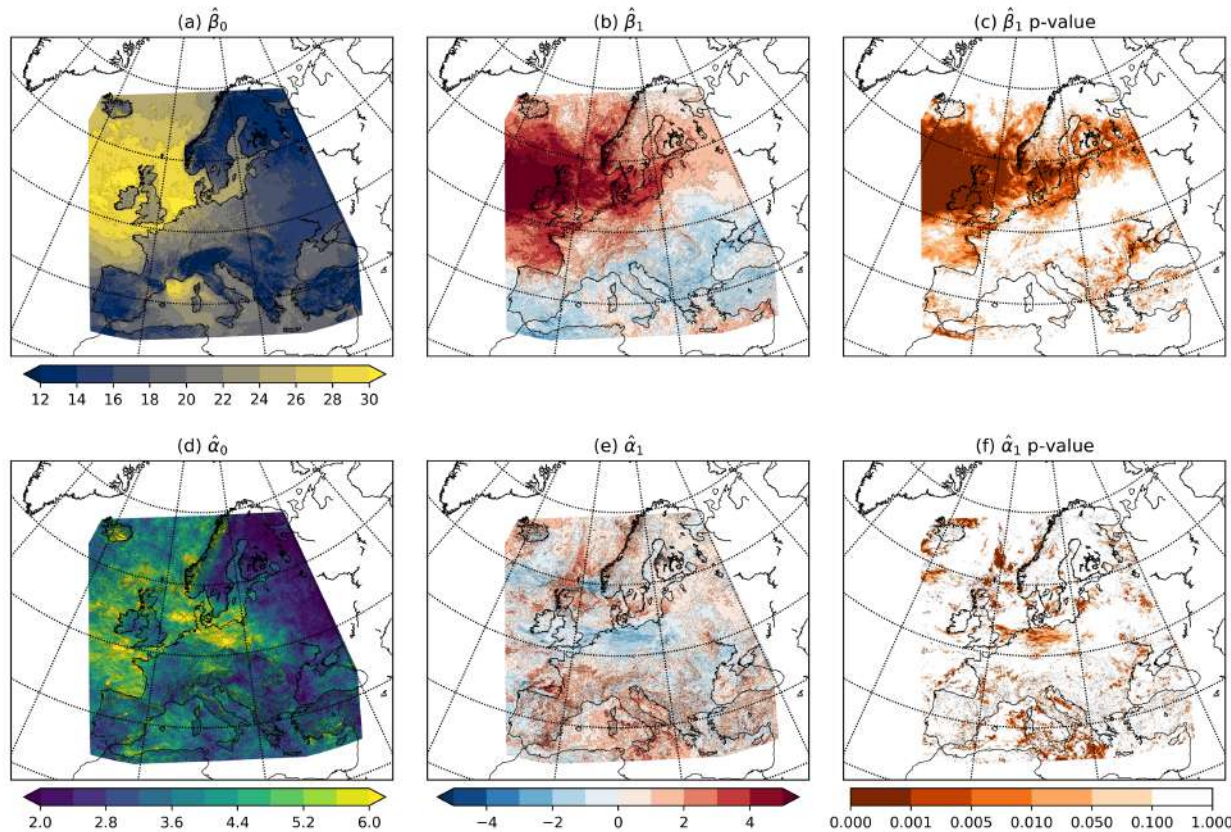 (a) β̂₀
(b) β̂₁
(c) β̂₁ p-value
12 14 16 18 20 22 24 26 28 30
(d) α̂₀
(e) α̂₁
(f) α̂₁ p-value
2.0 2.8 3.6 4.4 5.2 6.0
−4 −2 0 2 4
0.000 0.001 0.005 0.010 0.050 0.100 1.000